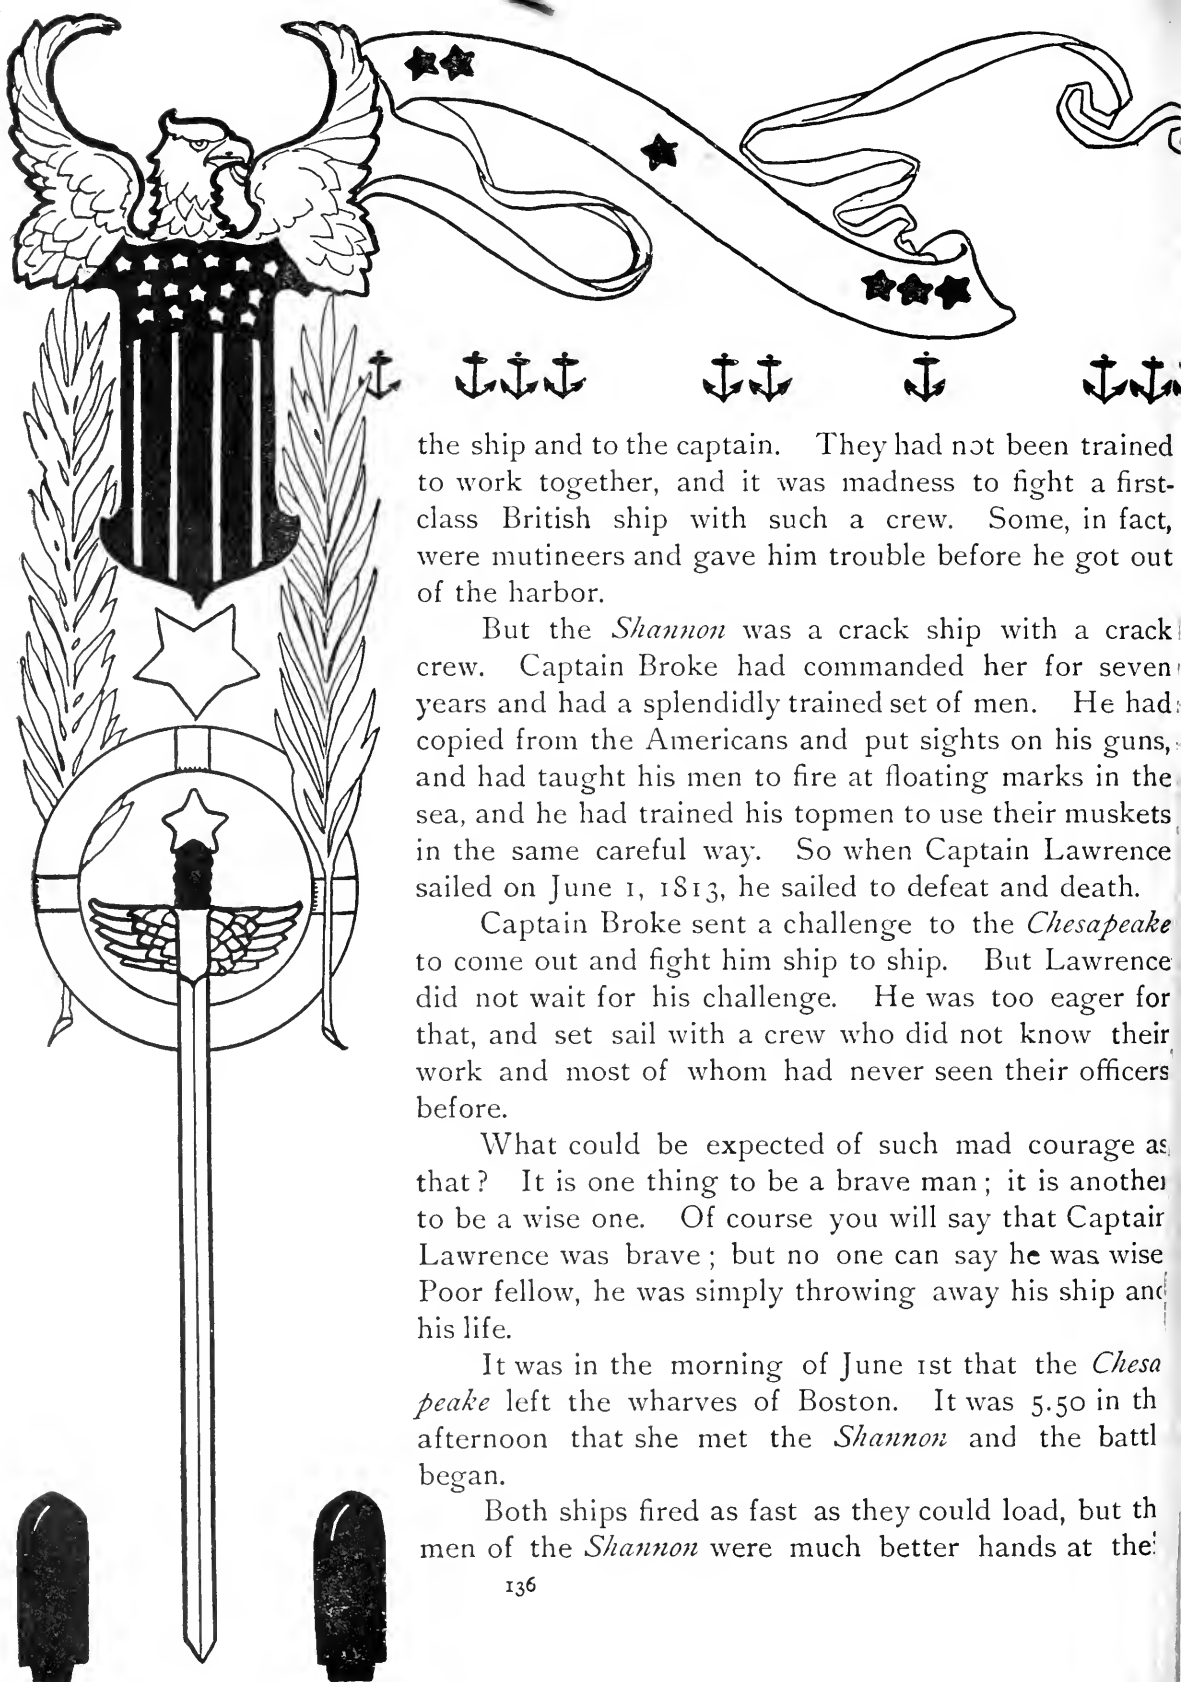 the ship and to the captain. They had not been trained
to work together, and it was madness to fight a first-
class British ship with such a crew. Some, in fact,
were mutineers and gave him trouble before he got out
of the harbor.
But the Shannon was a crack ship with a crack
crew. Captain Broke had commanded her for seven
years and had a splendidly trained set of men. He had
copied from the Americans and put sights on his guns,
and had taught his men to fire at floating marks in the
sea, and he had trained his topmen to use their muskets
in the same careful way. So when Captain Lawrence
sailed on June 1, 1813, he sailed to defeat and death.
Captain Broke sent a challenge to the Chesapeake
to come out and fight him ship to ship. But Lawrence
did not wait for his challenge. He was too eager for
that, and set sail with a crew who did not know their
work and most of whom had never seen their officers
before.
What could be expected of such mad courage as
that? It is one thing to be a brave man; it is another
to be a wise one. Of course you will say that Captain
Lawrence was brave; but no one can say he was wise
Poor fellow, he was simply throwing away his ship and
his life.
It was in the morning of June 1st that the Chesa
peake left the wharves of Boston. It was 5.50 in th
afternoon that she met the Shannon and the battl
began.
Both ships fired as fast as they could load, but th
men of the Shannon were much better hands at the
136